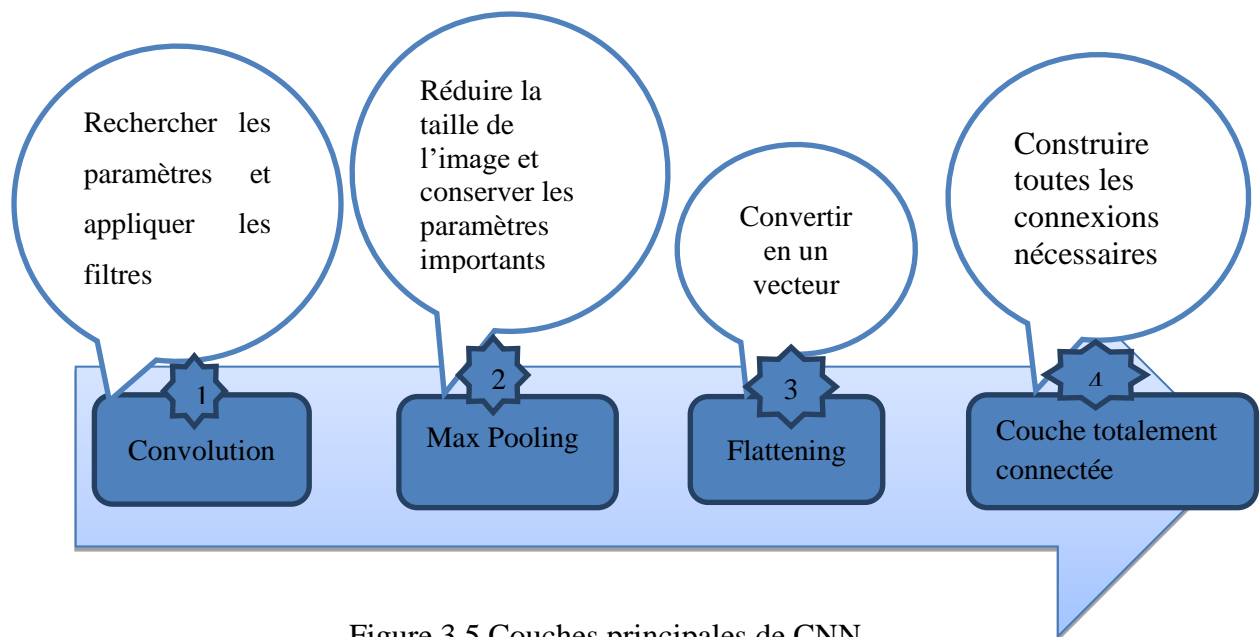 Rechercher les
paramètres et
appliquer les
filtres
Réduire la
taille de
l’image et
conserver les
paramètres
importants
Convertir
en un
vecteur
Construire
toutes les
connexions
nécessaires
1
2
3
4
Convolution
Max Pooling
Flattening
Couche totalement
connectée
Figure 3.5 Couches principales de CNN